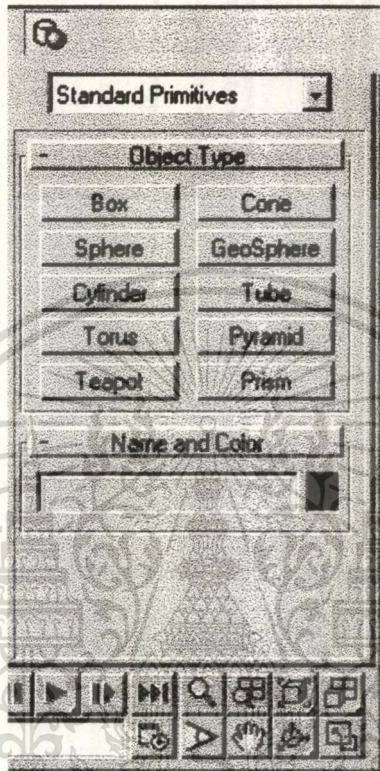 Standard Primitives
- Object Type
Box Cone
Sphere GeoSphere
Cylinder Tube
Torus Pyramid
Teapot Prism
- Name and Color